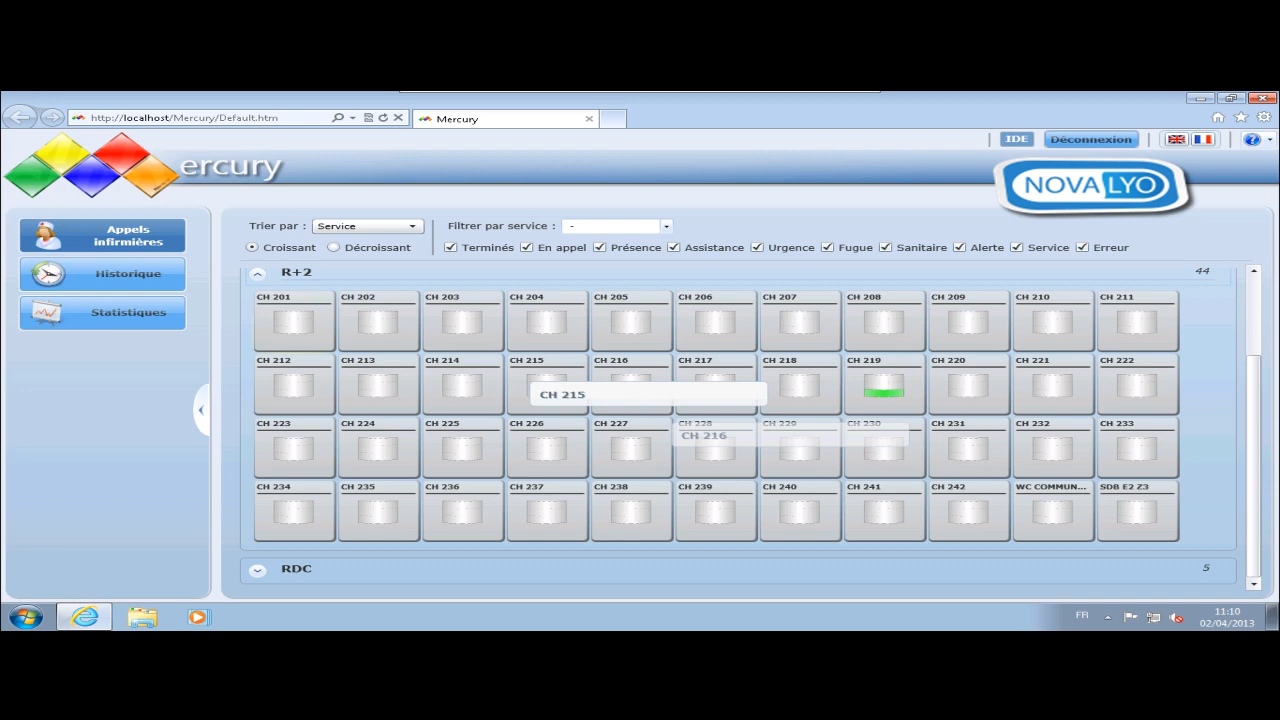 http://localhost/Mercury/Default.htm
Mercury
IDE Déconnexion
ercury
NOVALYO
Appels infirmières
Historique
Statistiques
Trier par : Service Filtrer par service : -
Croissant Décroissant Terminés En appel Présence Assistance Urgence Fugue Sanitaire Alerte Service Erreur
R+2 44
CH 201 CH 202 CH 203 CH 204 CH 205 CH 206 CH 207 CH 208 CH 209 CH 210 CH 211
CH 212 CH 213 CH 214 CH 215 CH 216 CH 217 CH 218 CH 219 CH 220 CH 221 CH 222
CH 215
CH 223 CH 224 CH 225 CH 226 CH 227 CH 228 CH 229 CH 230 CH 231 CH 232 CH 233
CH 216
CH 234 CH 235 CH 236 CH 237 CH 238 CH 239 CH 240 CH 241 CH 242 WC COMMUN... SDB E2 Z3
RDC 5
FR 11:10
02/04/2013